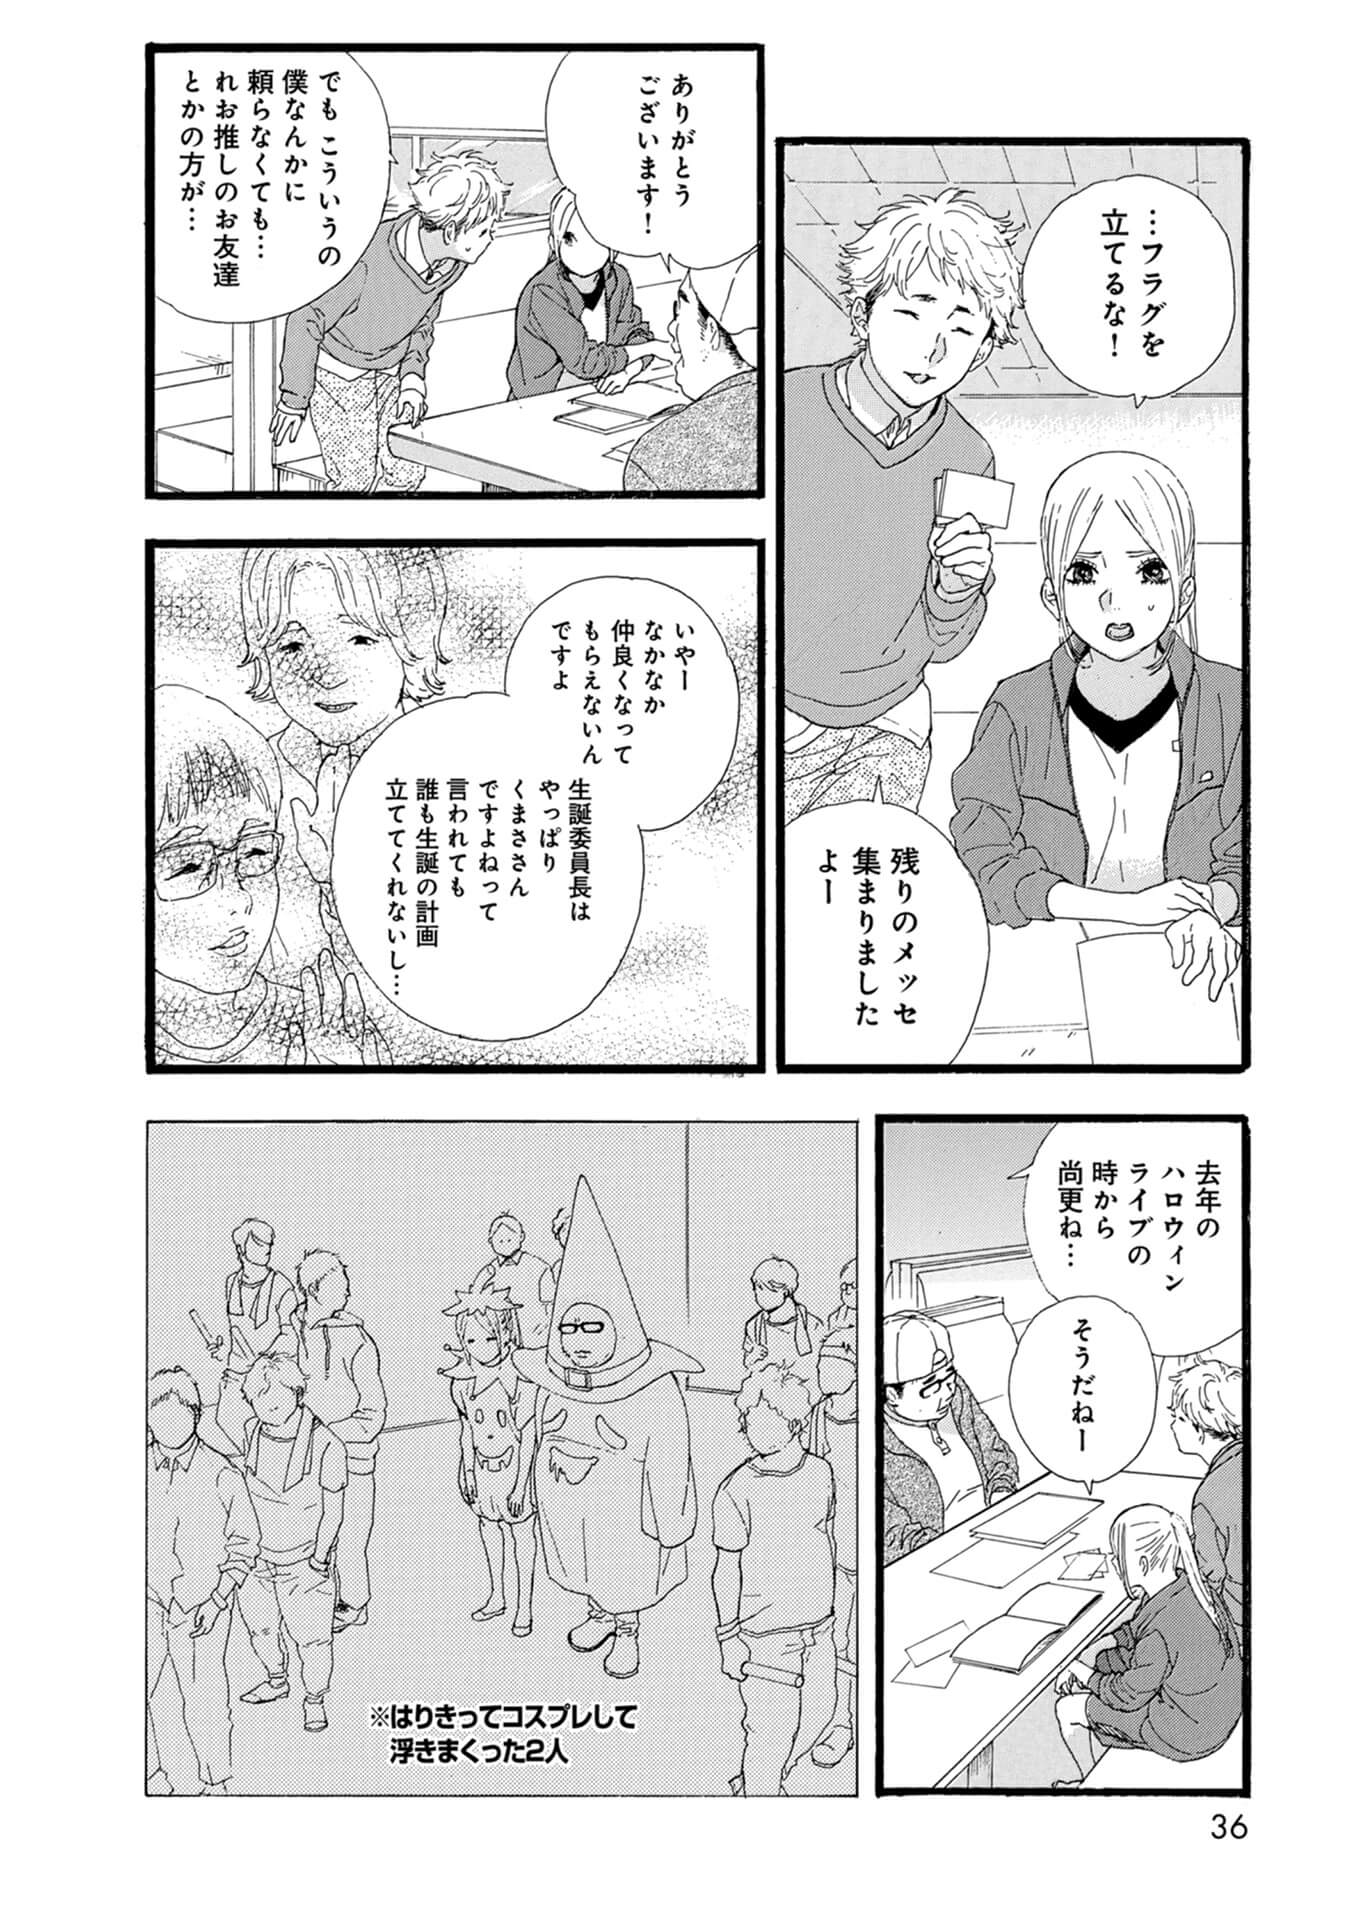 …フラグを
立てるな！
残りのメッセ
集まりました
よー
ありがとう
ございます！
でも こういうの
僕なんかに
頼らなくても…
れお推しのお友達
とかの方が…
いやー
なかなか
仲良くなって
もらえないん
ですよ
生誕委員長は
やっぱり
くまささん
ですよねって
言われても
誰も生誕の計画
立ててくれないし…
去年の
ハロウィン
ライブの
時から
尚更ね…
そうだねー
※はりきってコスプレして
浮きまくった2人
36